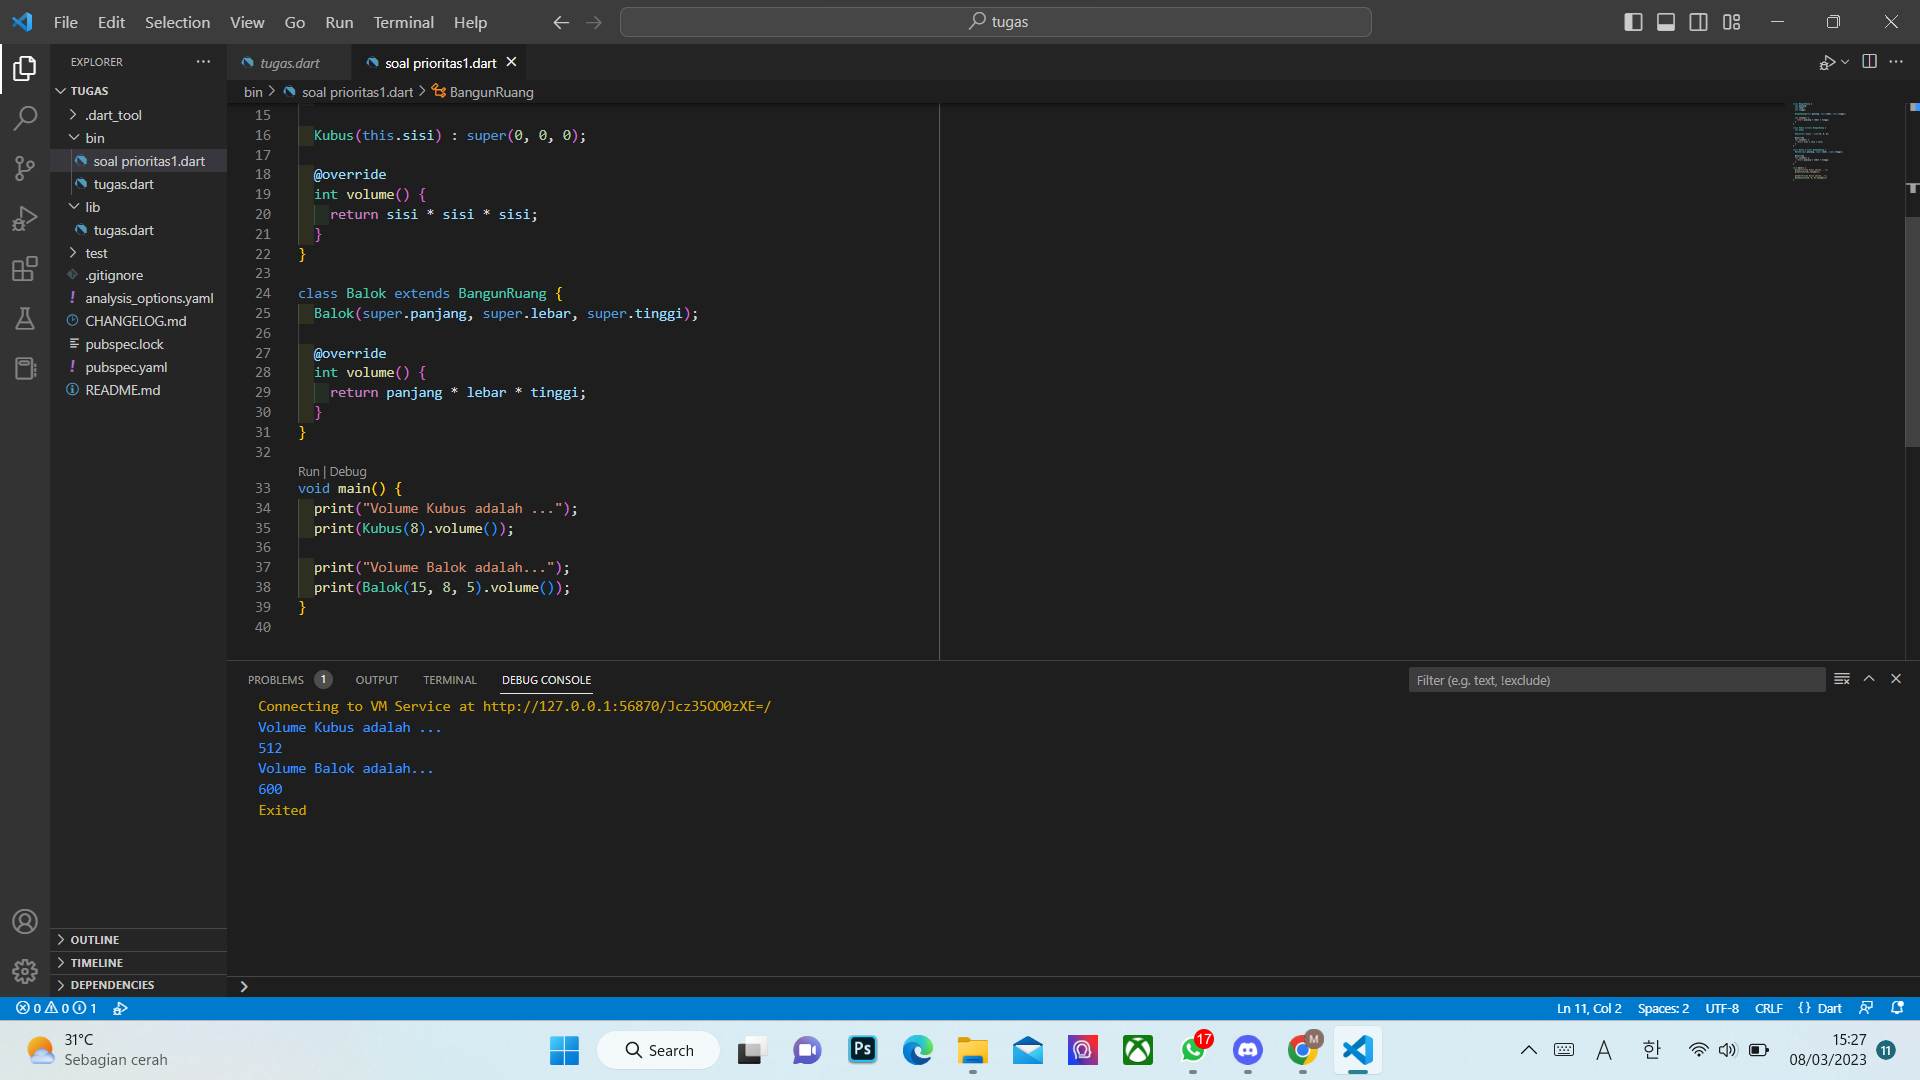 File Edit Selection View Go Run Terminal Help
tugas
EXPLORER
TUGAS
.dart_tool
bin
soal prioritas1.dart
tugas.dart
lib
tugas.dart
test
.gitignore
analysis_options.yaml
CHANGELOG.md
pubspec.lock
pubspec.yaml
README.md
OUTLINE
TIMELINE
DEPENDENCIES
tugas.dart
soal prioritas1.dart
bin > soal prioritas1.dart > BangunRuang
15
16 Kubus(this.sisi) : super(0, 0, 0);
17
18 @override
19 int volume() {
20 return sisi * sisi * sisi;
21 }
22 }
23
24 class Balok extends BangunRuang {
25 Balok(super.panjang, super.lebar, super.tinggi);
26
27 @override
28 int volume() {
29 return panjang * lebar * tinggi;
30 }
31 }
32
Run | Debug
33 void main() {
34 print("Volume Kubus adalah ...");
35 print(Kubus(8).volume());
36
37 print("Volume Balok adalah...");
38 print(Balok(15, 8, 5).volume());
39 }
40
PROBLEMS 1 OUTPUT TERMINAL DEBUG CONSOLE
Filter (e.g. text, !exclude)
Connecting to VM Service at http://127.0.0.1:56870/Jcz35OO0zXE=/
Volume Kubus adalah ...
512
Volume Balok adalah...
600
Exited
0 0 1
Ln 11, Col 2 Spaces: 2 UTF-8 CRLF {} Dart
31°C
Sebagian cerah
Search
Ps
17
M
A
한
15:27
08/03/2023
11